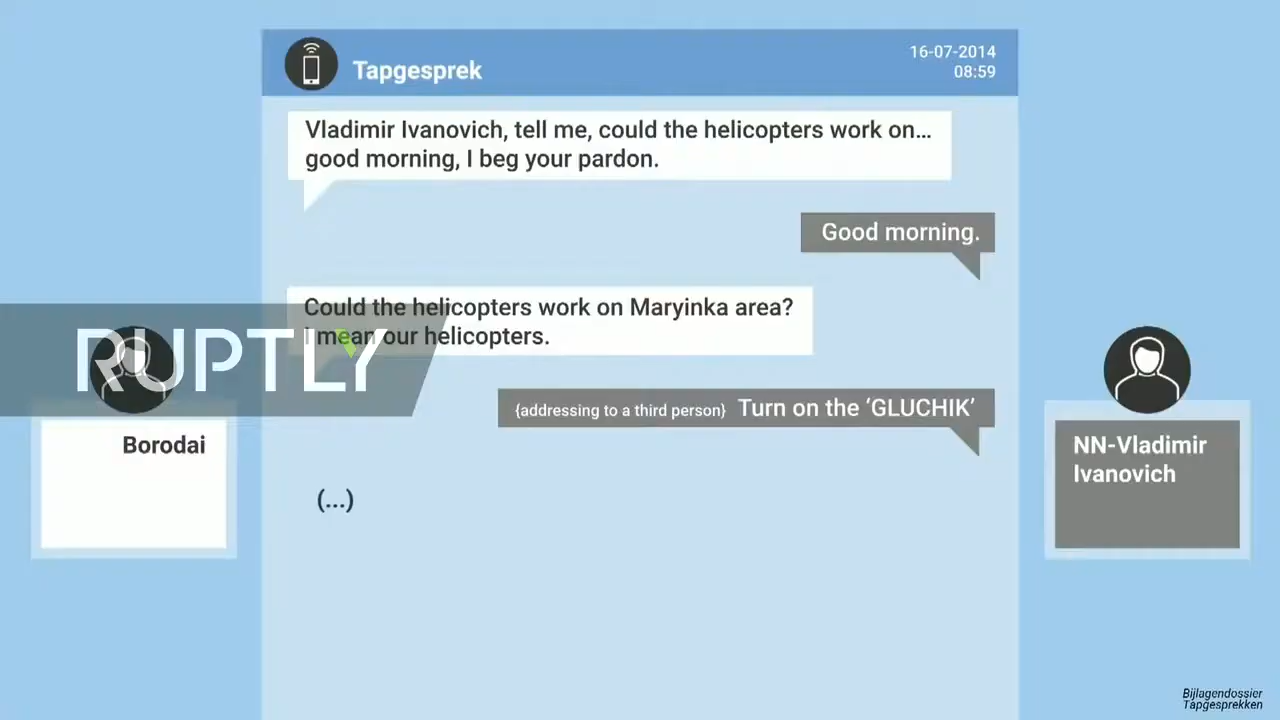 Tapgesprek
16-07-2014
08:59
Vladimir Ivanovich, tell me, could the helicopters work on...
good morning, I beg your pardon.
Good morning.
Could the helicopters work on Maryinka area?
I mean our helicopters.
RUPTLY
{addressing to a third person} Turn on the ‘GLUCHIK’
Borodai
NN-Vladimir
Ivanovich
(...)
Bijlagendossier
Tapgesprekken